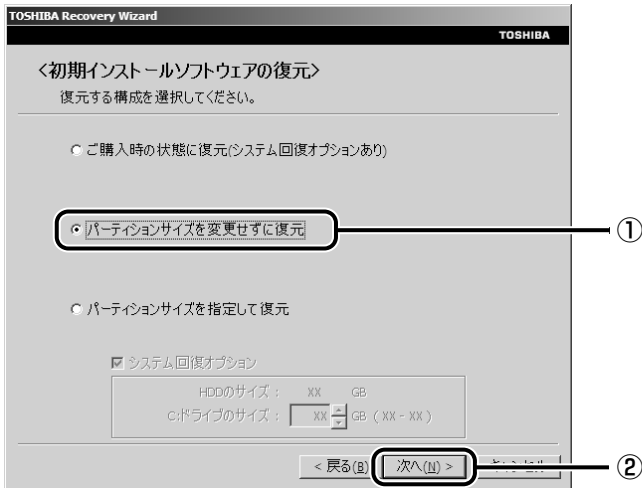 TOSHIBA Recovery Wizard
TOSHIBA
<初期インストールソフトウェアの復元>
復元する構成を選択してください。
ご購入時の状態に復元(システム回復オプションあり)
パーティションサイズを変更せずに復元
①
パーティションサイズを指定して復元
システム回復オプション
HDDのサイズ： XX GB
C:ドライブのサイズ： XX GB ( XX - XX )
< 戻る(B) 次へ(N) >
②